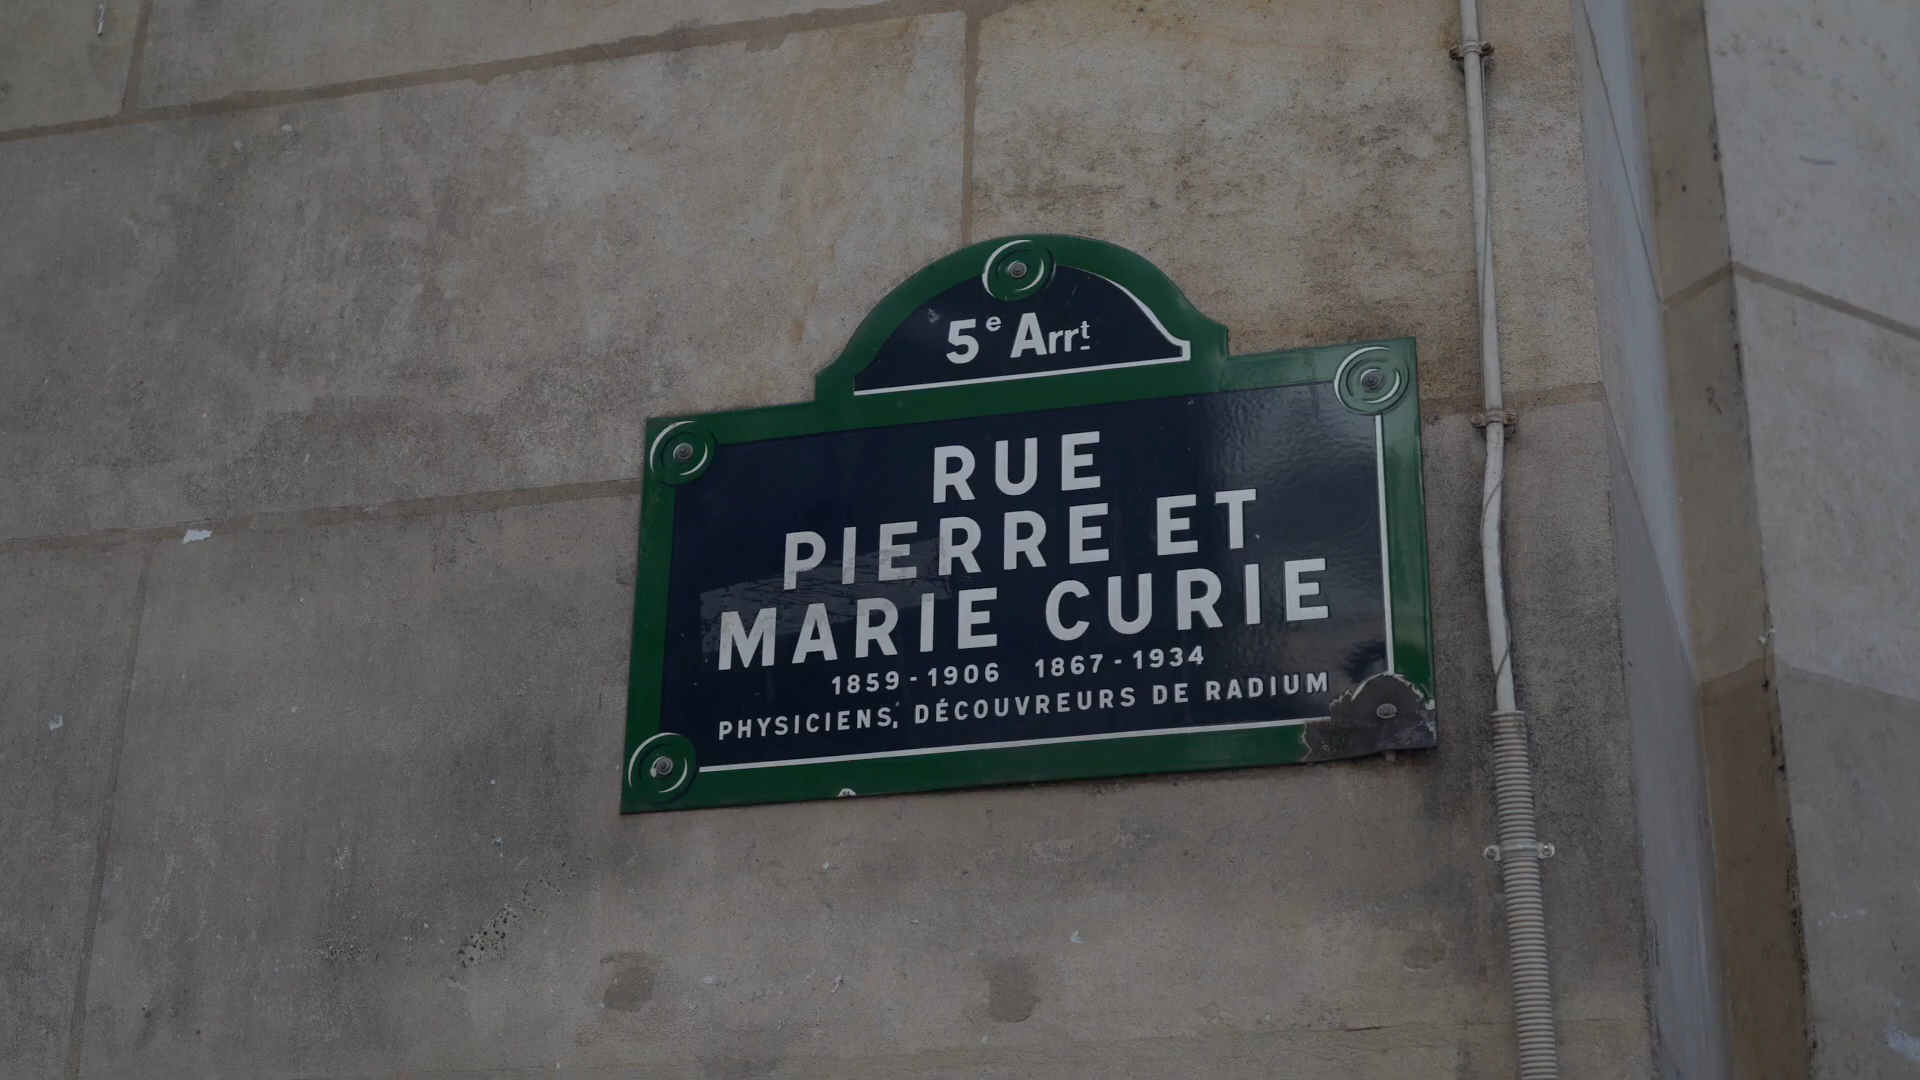 5e Arrt
RUE
PIERRE ET
MARIE CURIE
1859 - 1906 1867 - 1934
PHYSICIENS, DÉCOUVREURS DE RADIUM